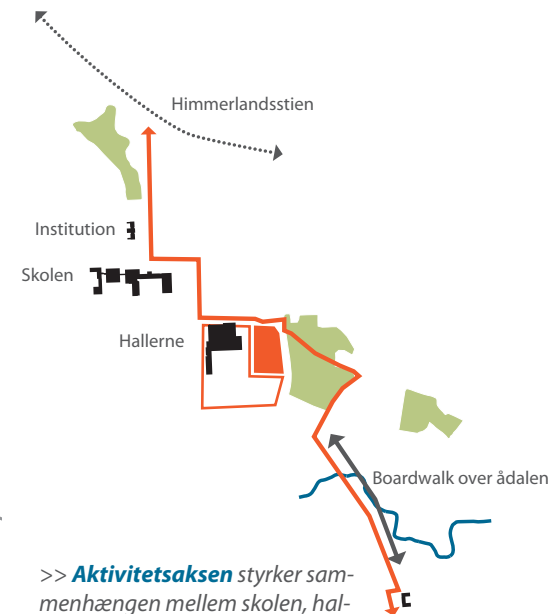 Himmerlandsstien
Institution
Skolen
Hallerne
Boardwalk over ådalen
>> Aktivitetsaksen styrker sam-
menhængen mellem skolen, hal-